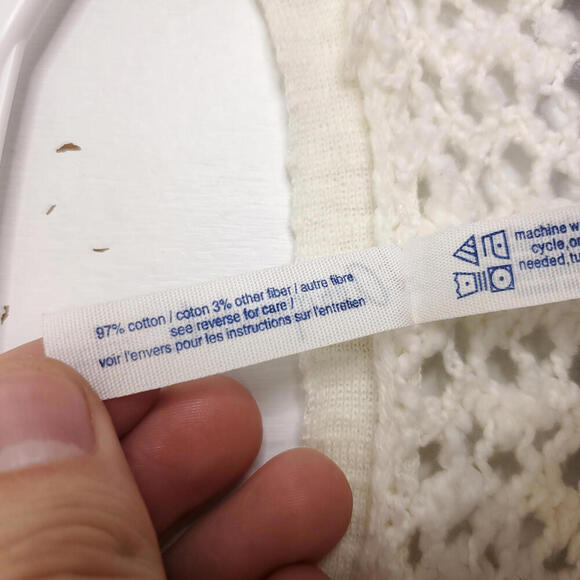 97% cotton / coton 3% other fiber / autre fibre
see reverse for care /
voir l'envers pour les instructions sur l'entretien
machine w
cycle, on
needed. tu